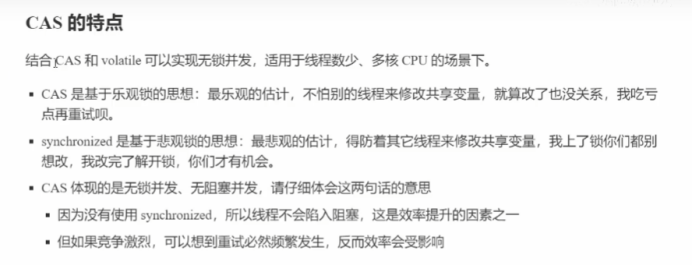 CAS 的特点
结合 CAS 和 volatile 可以实现无锁并发，适用于线程数少、多核 CPU 的场景下。
▪ CAS 是基于乐观锁的思想：最乐观的估计，不怕别的线程来修改共享变量，就算改了也没关系，我吃亏
点再重试呗。
▪ synchronized 是基于悲观锁的思想：最悲观的估计，得防着其它线程来修改共享变量，我上了锁你们都别
想改，我改完了解开锁，你们才有机会。
▪ CAS 体现的是无锁并发、无阻塞并发，请仔细体会这两句话的意思
▪ 因为没有使用 synchronized，所以线程不会陷入阻塞，这是效率提升的因素之一
▪ 但如果竞争激烈，可以想到重试必然频繁发生，反而效率会受影响